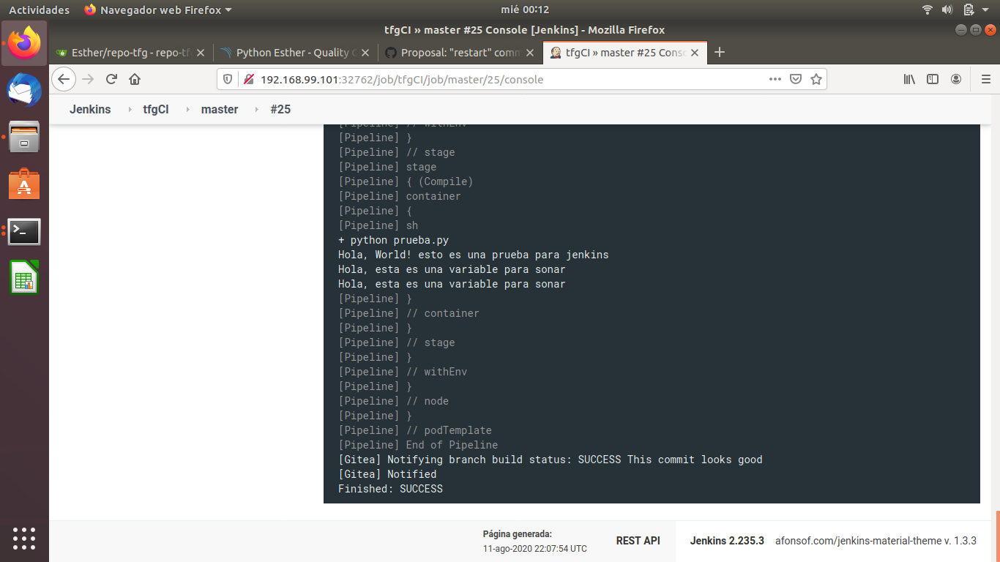 Actividades Navegador web Firefox mié 00:12
tfgCI » master #25 Console [Jenkins] - Mozilla Firefox
Esther/repo-tfg - repo-tf Python Esther - Quality Proposal: "restart" comm tfgCI » master #25 Cons
192.168.99.101:32762/job/tfgCI/job/master/25/console
Jenkins tfgCI master #25
[Pipeline] // withEnv
[Pipeline] }
[Pipeline] // stage
[Pipeline] stage
[Pipeline] { (Compile)
[Pipeline] container
[Pipeline] {
[Pipeline] sh
+ python prueba.py
Hola, World! esto es una prueba para jenkins
Hola, esta es una variable para sonar
Hola, esta es una variable para sonar
[Pipeline] }
[Pipeline] // container
[Pipeline] }
[Pipeline] // stage
[Pipeline] }
[Pipeline] // withEnv
[Pipeline] }
[Pipeline] // node
[Pipeline] }
[Pipeline] // podTemplate
[Pipeline] End of Pipeline
[Gitea] Notifying branch build status: SUCCESS This commit looks good
[Gitea] Notified
Finished: SUCCESS
Página generada:
11-ago-2020 22:07:54 UTC
REST API
Jenkins 2.235.3
afonsof.com/jenkins-material-theme v. 1.3.3